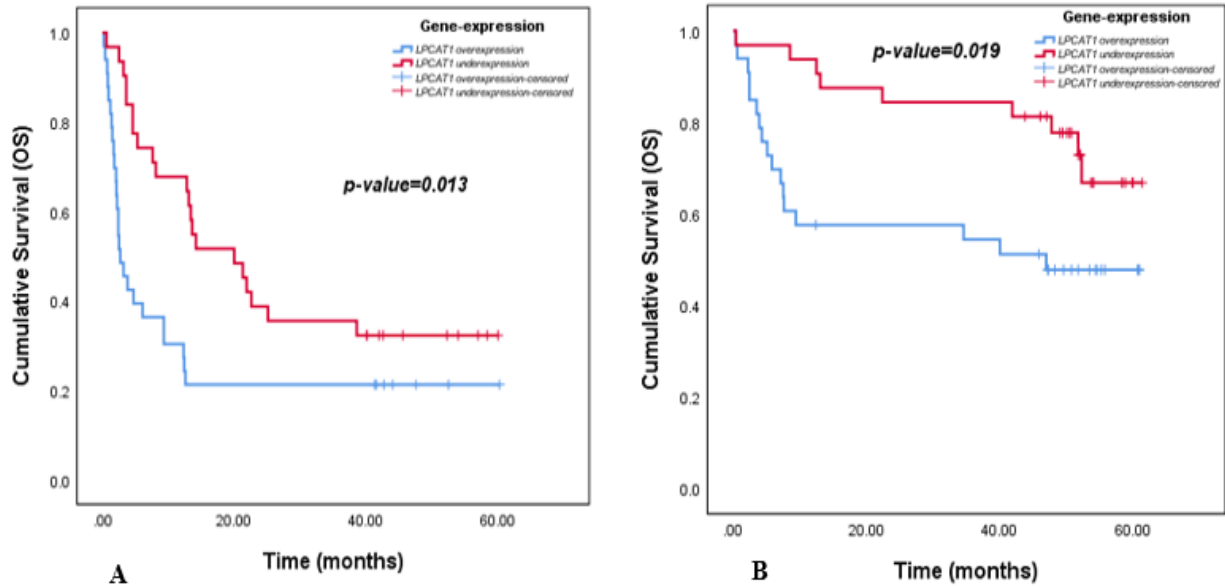 Gene-expression
LPCAT1 overexpression
LPCAT1 underexpression
LPCAT1 overexpression-censored
LPCAT1 underexpression-censored
p-value=0.013
Cumulative Survival (OS)
1.0
0.8
0.6
0.4
0.2
0.0
.00 20.00 40.00 60.00
Time (months)
A
Gene-expression
LPCAT1 overexpression
LPCAT1 underexpression
LPCAT1 overexpression-censored
LPCAT1 underexpression-censored
p-value=0.019
Cumulative Survival (OS)
1.0
0.8
0.6
0.4
0.2
0.0
.00 20.00 40.00 60.00
Time (months)
B